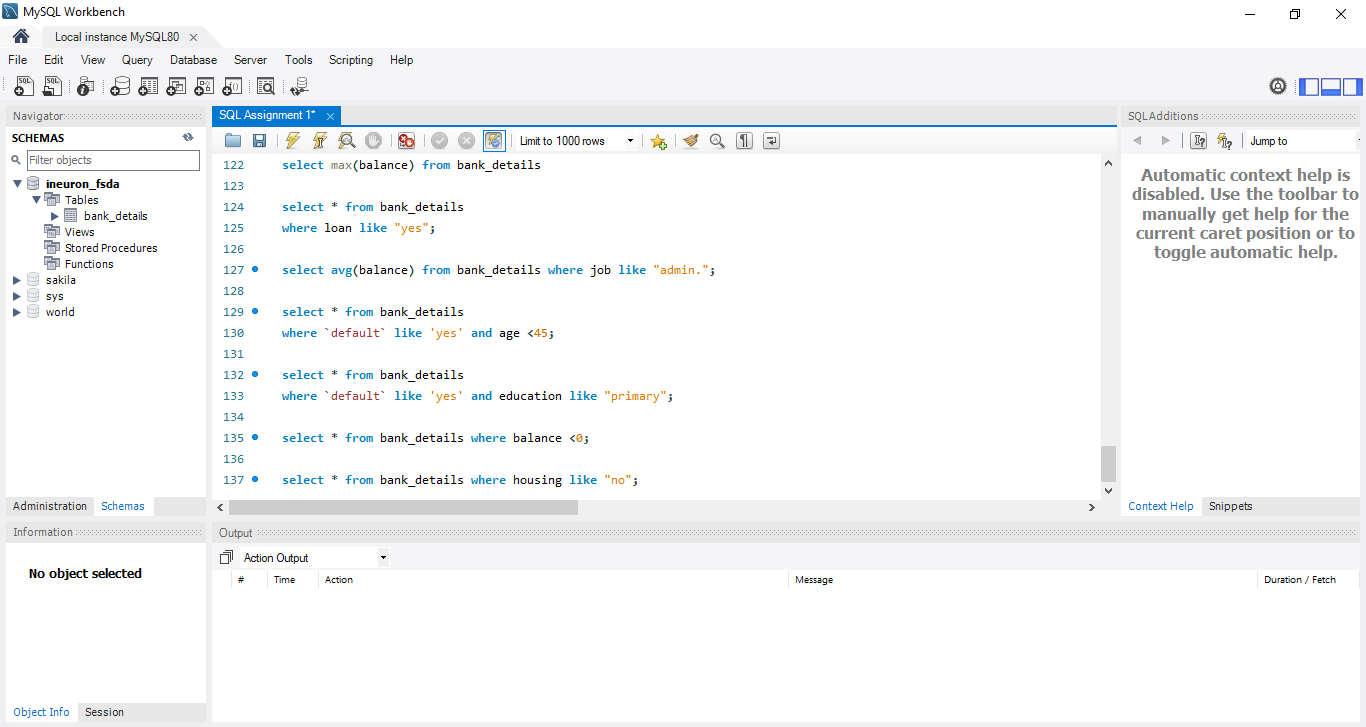 MySQL Workbench
Local instance MySQL80
File Edit View Query Database Server Tools Scripting Help
Navigator
SCHEMAS
Filter objects
ineuron_fsda
Tables
bank_details
Views
Stored Procedures
Functions
sakila
sys
world
Administration Schemas
Information
No object selected
Object Info Session
SQL Assignment 1*
Limit to 1000 rows
122 select max(balance) from bank_details
123
124 select * from bank_details
125 where loan like "yes";
126
127 select avg(balance) from bank_details where job like "admin.";
128
129 select * from bank_details
130 where `default` like 'yes' and age <45;
131
132 select * from bank_details
133 where `default` like 'yes' and education like "primary";
134
135 select * from bank_details where balance <0;
136
137 select * from bank_details where housing like "no";
SQLAdditions
Jump to
Automatic context help is
disabled. Use the toolbar to
manually get help for the
current caret position or to
toggle automatic help.
Context Help Snippets
Output
Action Output
# Time Action Message Duration / Fetch